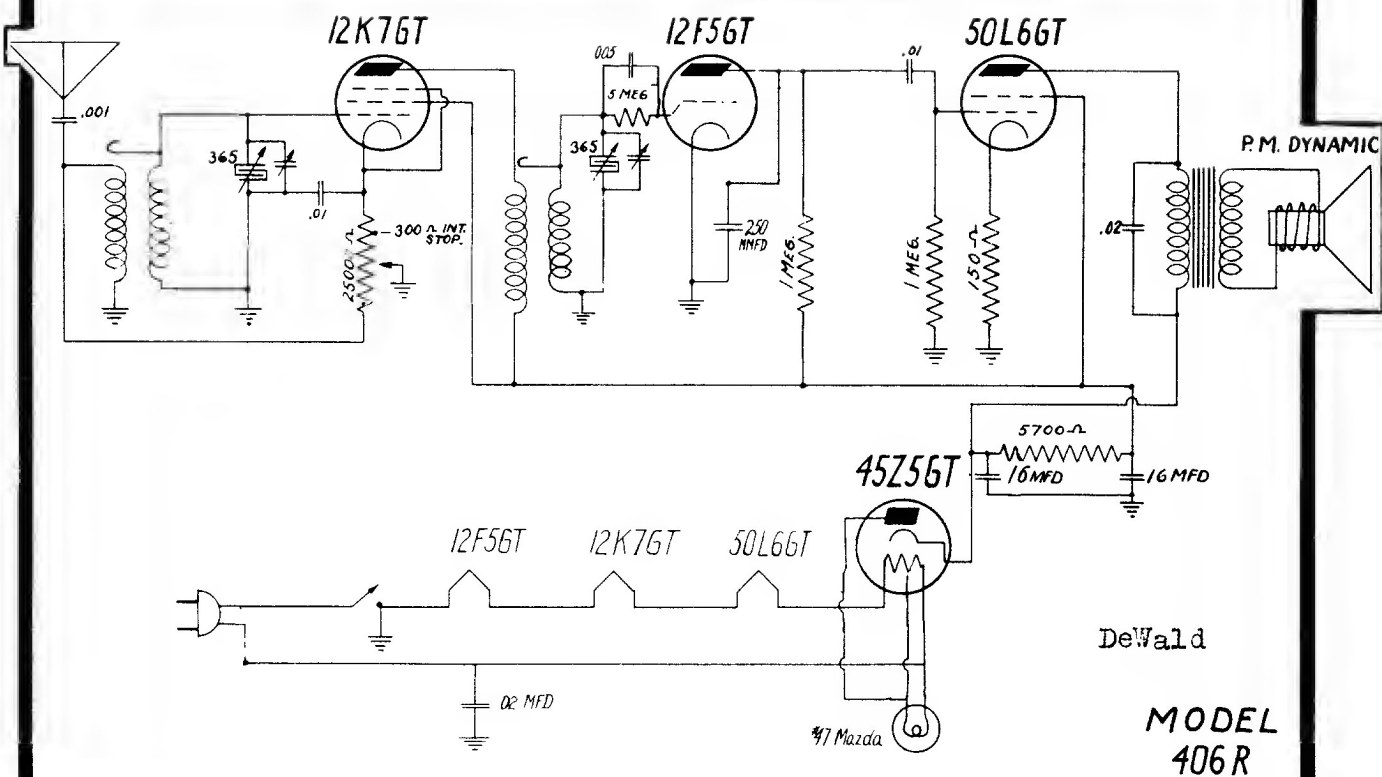 12K7GT
12F5GT
50L6GT
.001
365
.01
300 Ω INT. STOP.
2500 Ω
.005
5 MEG
365
250 MMFD
1 MEG.
.01
1 MEG.
150 Ω
.02
P.M. DYNAMIC
5700 Ω
16 MFD
16 MFD
45Z5GT
12F5GT
12K7GT
50L6GT
.02 MFD
#47 Mazda
DeWald
MODEL
406R